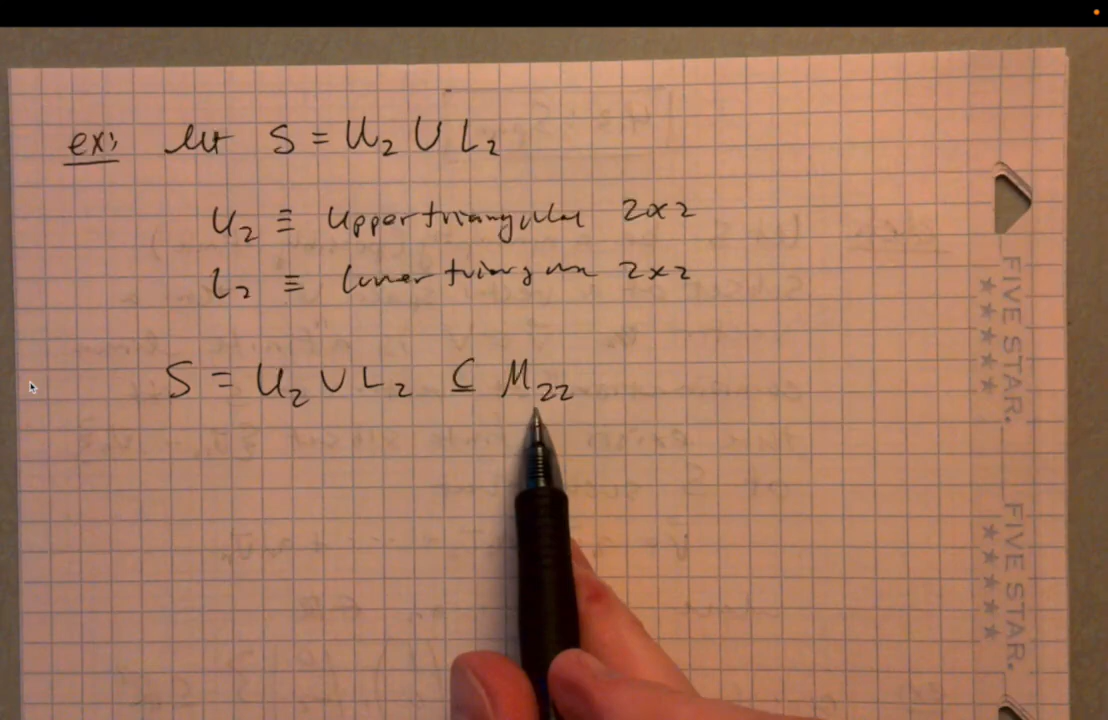 ex: let S = U₂ ∪ L₂
U₂ ≡ Upper triangular 2x2
L₂ ≡ lower triangular 2x2
S = U₂ ∪ L₂ ⊆ M₂₂
FIVE STAR.
★★★★★
FIVE STAR.
★★★★★